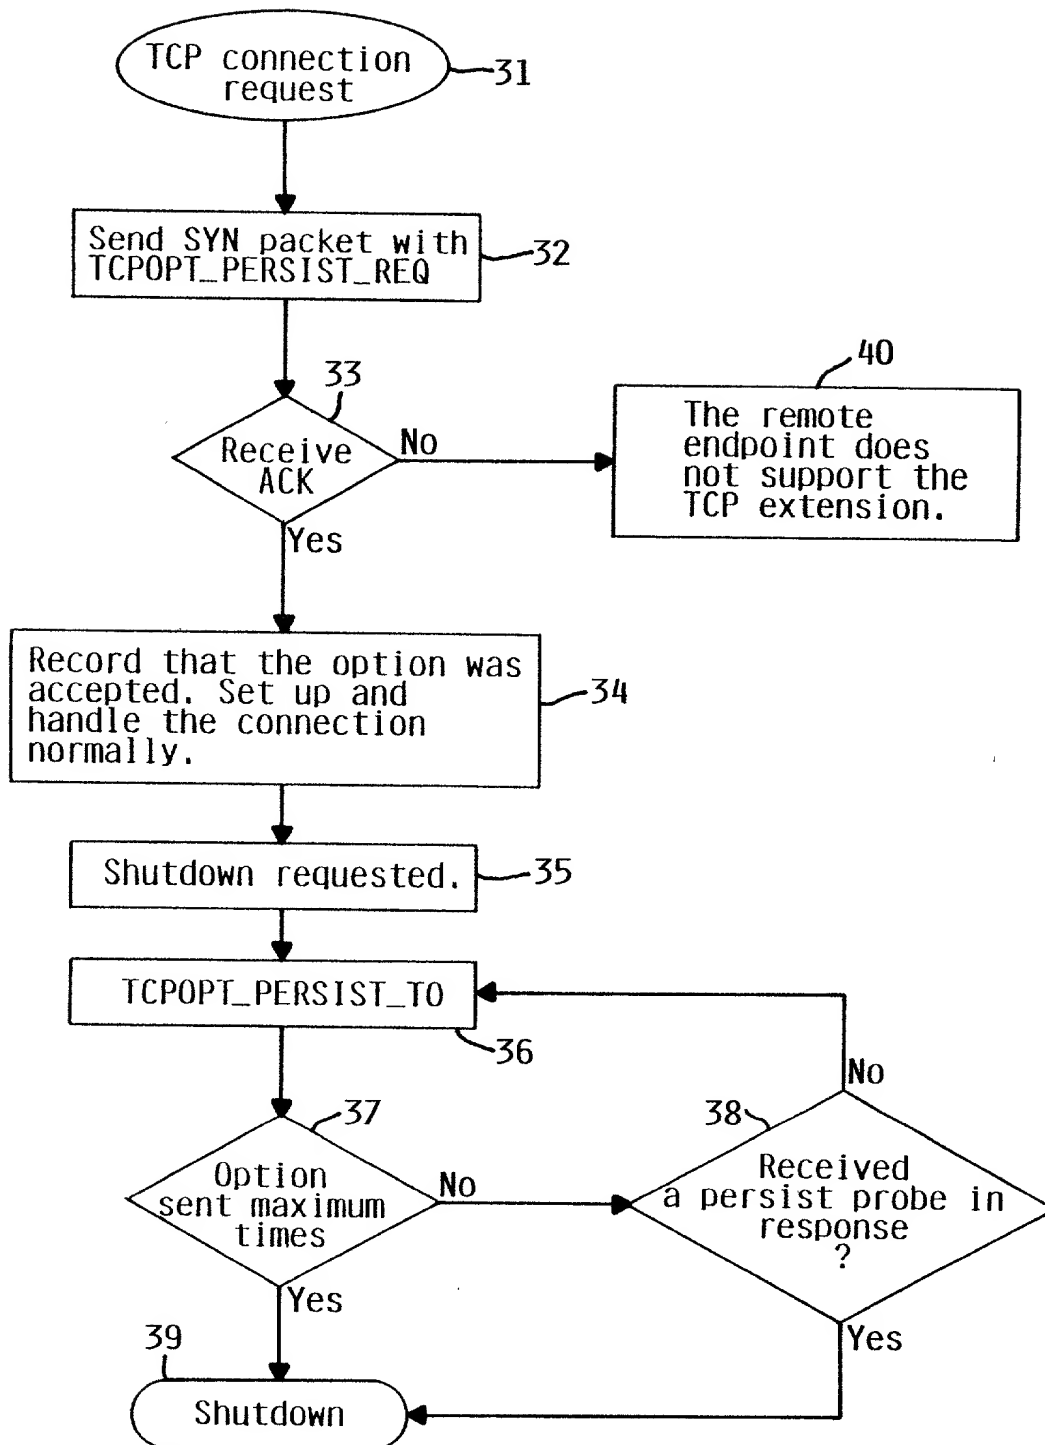 TCP connection
request
31
Send SYN packet with
TCPOPT_PERSIST_REQ
32
33
Receive
ACK
No
Yes
40
The remote
endpoint does
not support the
TCP extension.
Record that the option was
accepted. Set up and
handle the connection
normally.
34
Shutdown requested.
35
TCPOPT_PERSIST_TO
36
37
Option
sent maximum
times
No
Yes
38
Received
a persist probe in
response
?
No
Yes
39
Shutdown